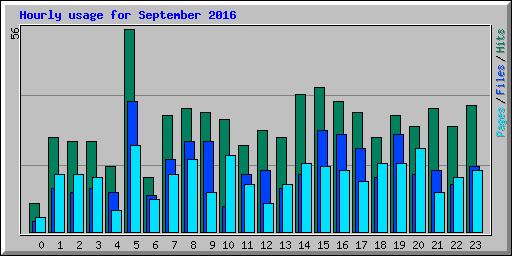 Hourly usage for September 2016
56
Pages / Files / Hits
0 1 2 3 4 5 6 7 8 9 10 11 12 13 14 15 16 17 18 19 20 21 22 23